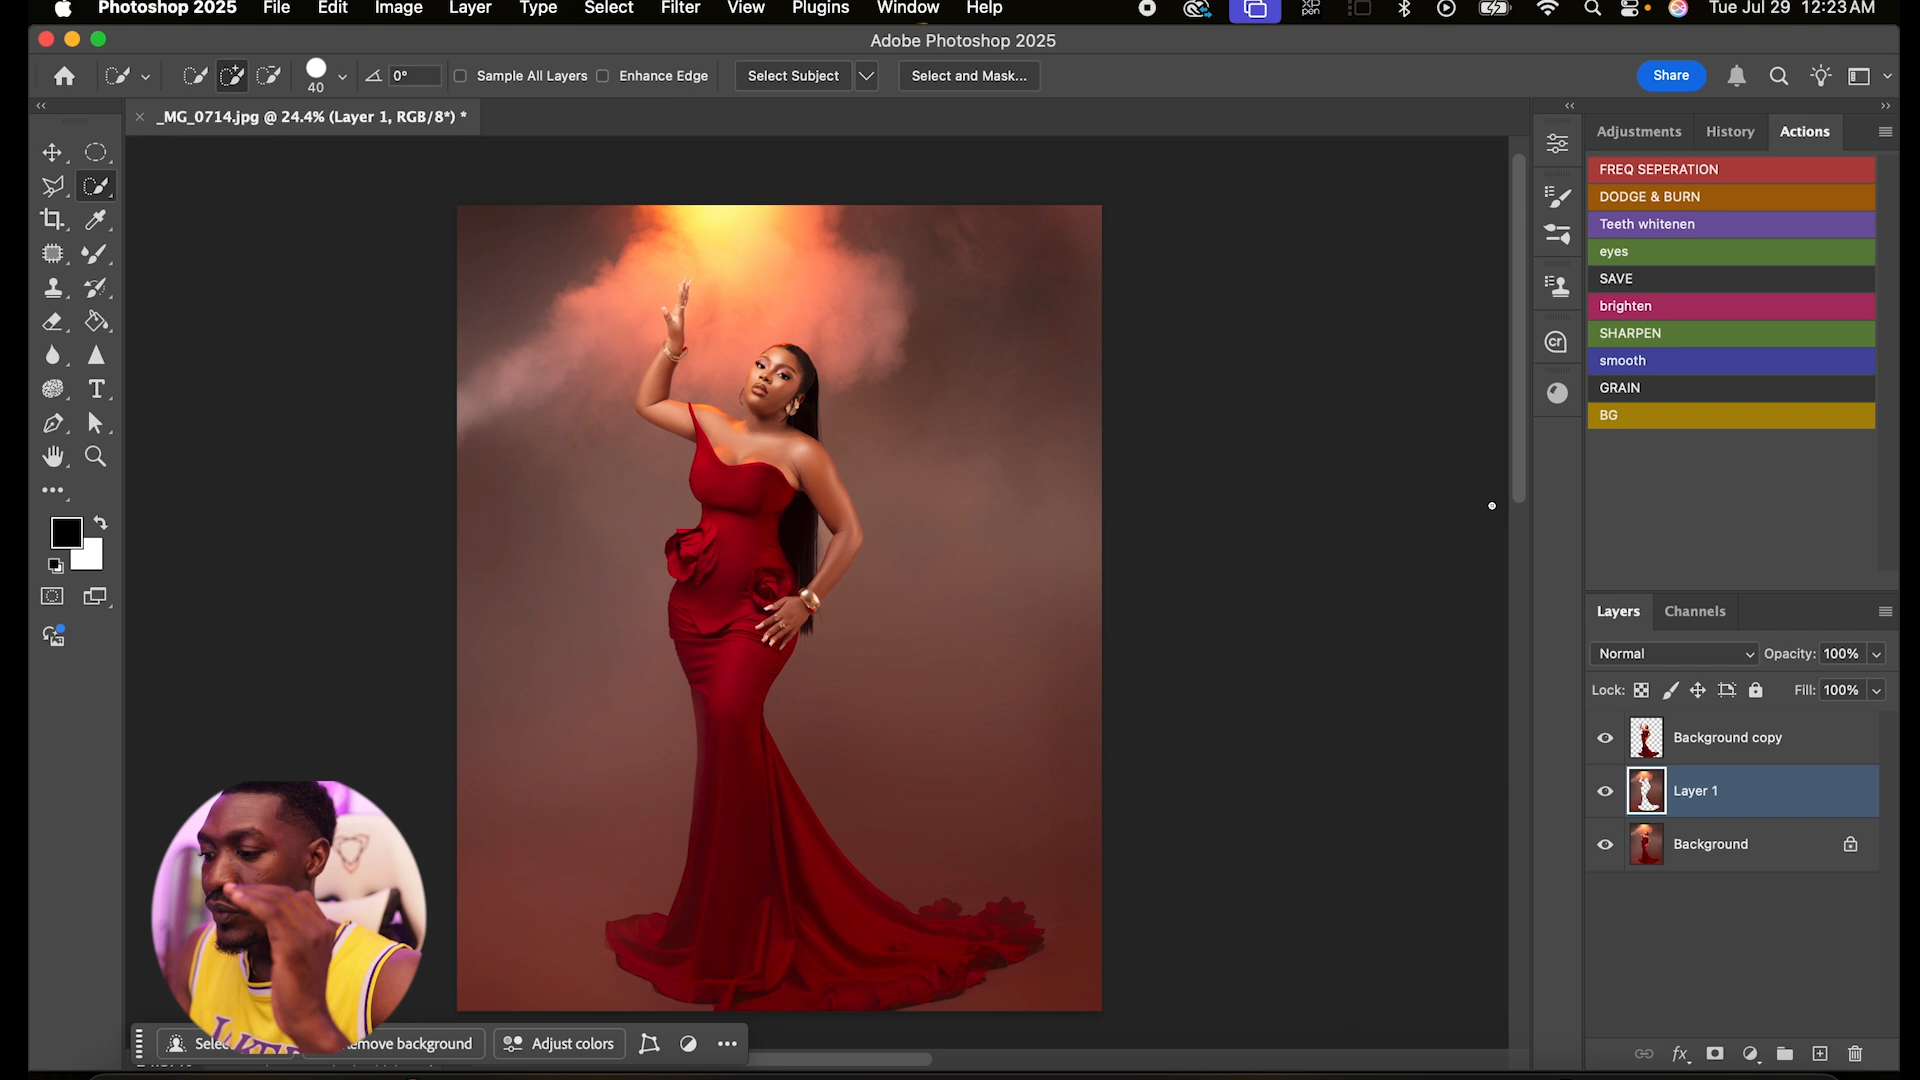 Photoshop 2025 File Edit Image Layer Type Select Filter View Plugins Window Help Tue Jul 29 12:23 AM
Adobe Photoshop 2025
40 0° Sample All Layers Enhance Edge Select Subject Select and Mask... Share
_MG_0714.jpg @ 24.4% (Layer 1, RGB/8*) *
Adjustments History Actions
FREQ SEPERATION
DODGE & BURN
Teeth whitenen
eyes
SAVE
brighten
SHARPEN
smooth
GRAIN
BG
Layers Channels
Normal Opacity: 100%
Lock: Fill: 100%
Background copy
Layer 1
Background
Adjust colors
background